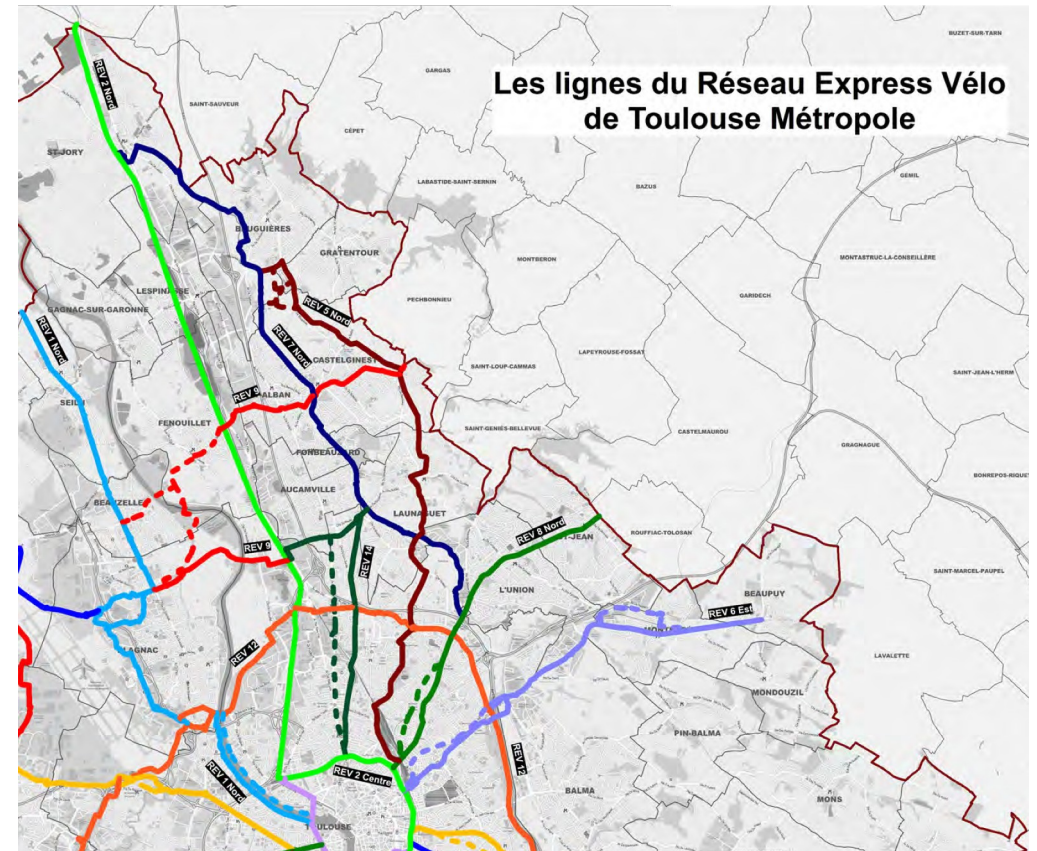 BUZET-SUR-TARN
REV 2 Nord
GARGAS
Les lignes du Réseau Express Vélo
de Toulouse Métropole
SAINT-SAUVEUR
CÉPET
ST-JORY
GÉMIL
LABASTIDE-SAINT-SERNIN
BAZUS
BRUGUIÈRES
GRATENTOUR
MONTBERON
MONTASTRUC-LA-CONSEILLÈRE
LESPINASSE
GARIDECH
PECHBONNIEU
GAGNAC-SUR-GARONNE
REV 5 Nord
REV 1 Nord
REV 7 Nord
CASTELGINEST
LAPEYROUSE-FOSSAT
SAINT-LOUP-CAMMAS
SAINT-JEAN-L'HERM
REV 9
ALBAN
SEILH
FENOUILLET
SAINT-GENIÈS-BELLEVUE
CASTELMAUROU
GRAGNAGUE
FONBEAUZARD
BONREPOS-RIQUET
AUCAMVILLE
BEAUZELLE
LAUNAGUET
REV 8 Nord
ST-JEAN
ROUFFIAC-TOLOSAN
REV 9
REV 14
SAINT-MARCEL-PAUPEL
L'UNION
BEAUPUY
REV 6 Est
BLAGNAC
REV 12
LAVALETTE
MONDOUZIL
PIN-BALMA
REV 12
REV 2 Centre
REV 1 Nord
BALMA
MONS
TOULOUSE